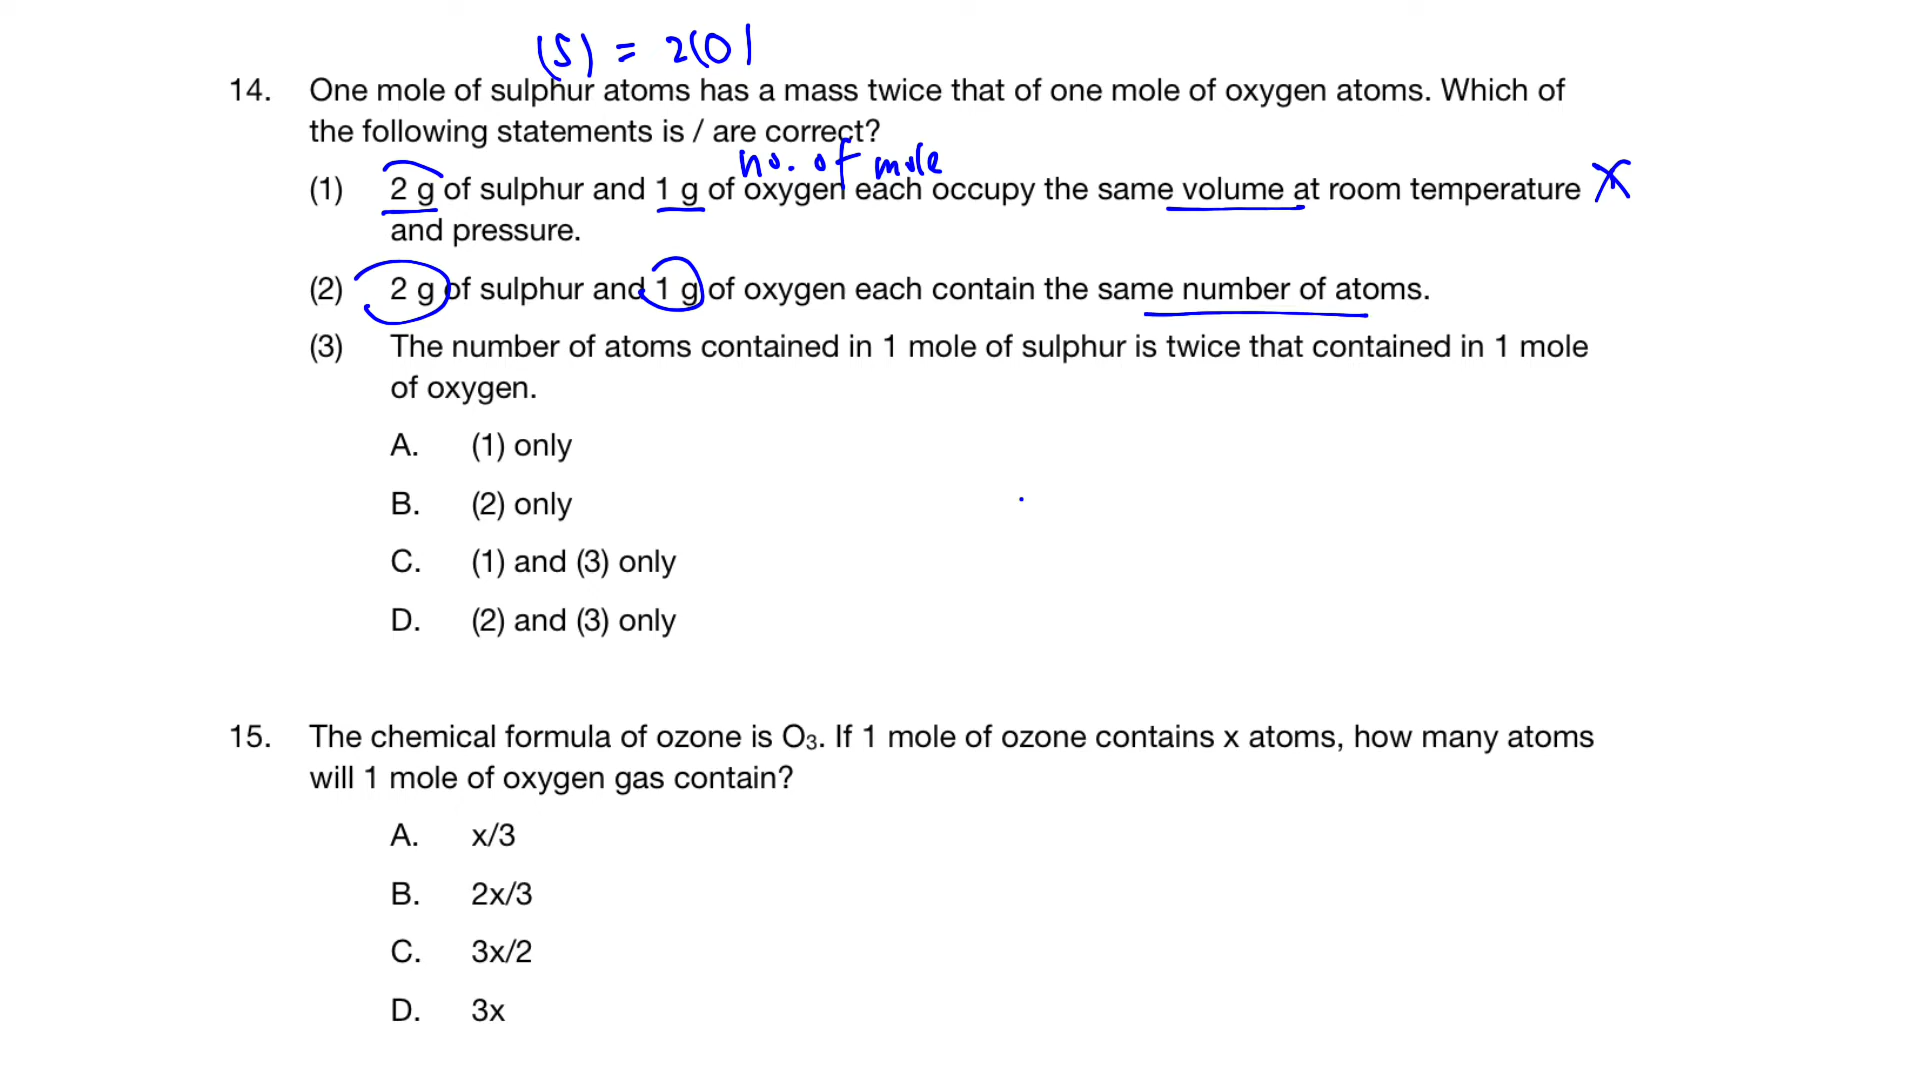 (S) = 2(O)
14. One mole of sulphur atoms has a mass twice that of one mole of oxygen atoms. Which of
the following statements is / are correct?
no. of mole
(1) 2 g of sulphur and 1 g of oxygen each occupy the same volume at room temperature X
and pressure.
(2) 2 g of sulphur and 1 g of oxygen each contain the same number of atoms.
(3) The number of atoms contained in 1 mole of sulphur is twice that contained in 1 mole
of oxygen.
A. (1) only
B. (2) only
C. (1) and (3) only
D. (2) and (3) only
15. The chemical formula of ozone is O₃. If 1 mole of ozone contains x atoms, how many atoms
will 1 mole of oxygen gas contain?
A. x/3
B. 2x/3
C. 3x/2
D. 3x